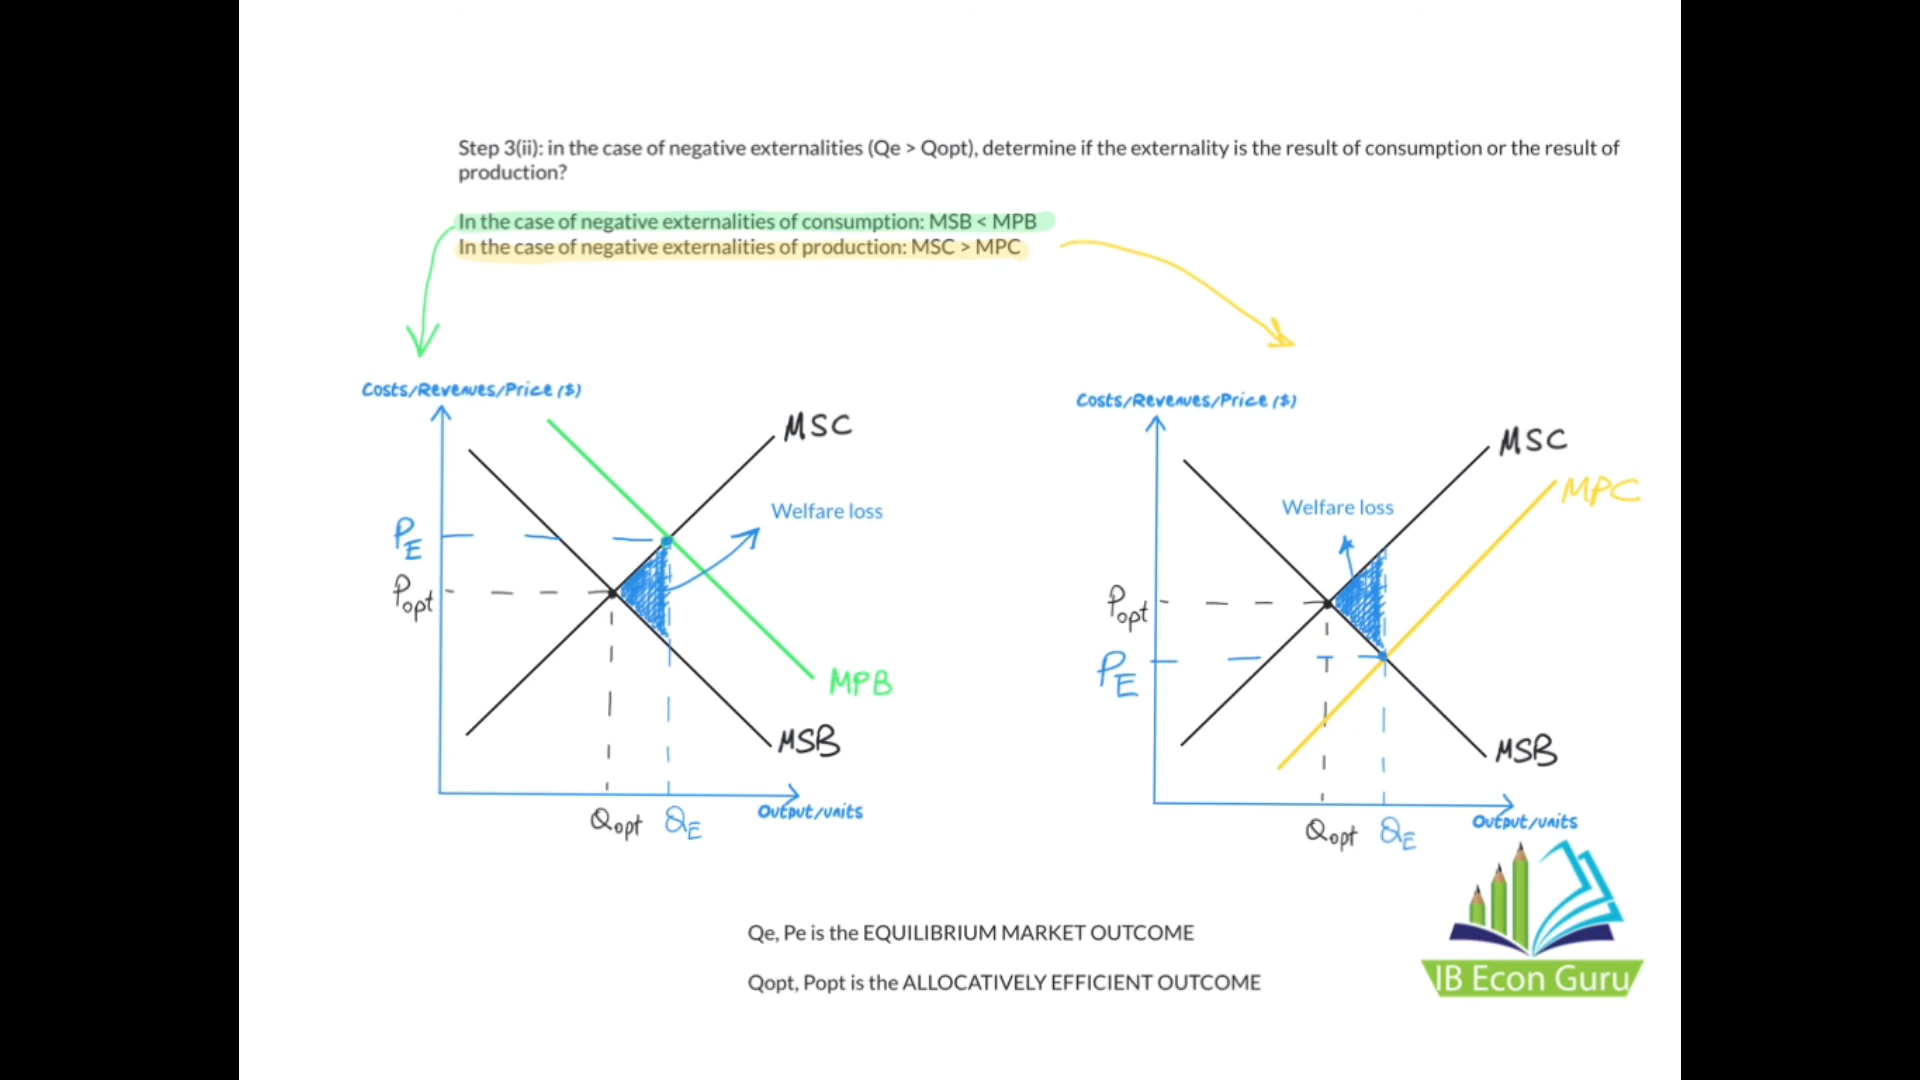 Step 3(ii): in the case of negative externalities (Qe > Qopt), determine if the externality is the result of consumption or the result of
production?
In the case of negative externalities of consumption: MSB < MPB
In the case of negative externalities of production: MSC > MPC
Costs/Revenues/Price ($)
MSC
Welfare loss
PE
Popt
MPB
MSB
Qopt QE
Output/units
Costs/Revenues/Price ($)
MSC
MPC
Welfare loss
Popt
PE
MSB
Qopt QE
Output/units
Qe, Pe is the EQUILIBRIUM MARKET OUTCOME
Qopt, Popt is the ALLOCATIVELY EFFICIENT OUTCOME
IB Econ Guru